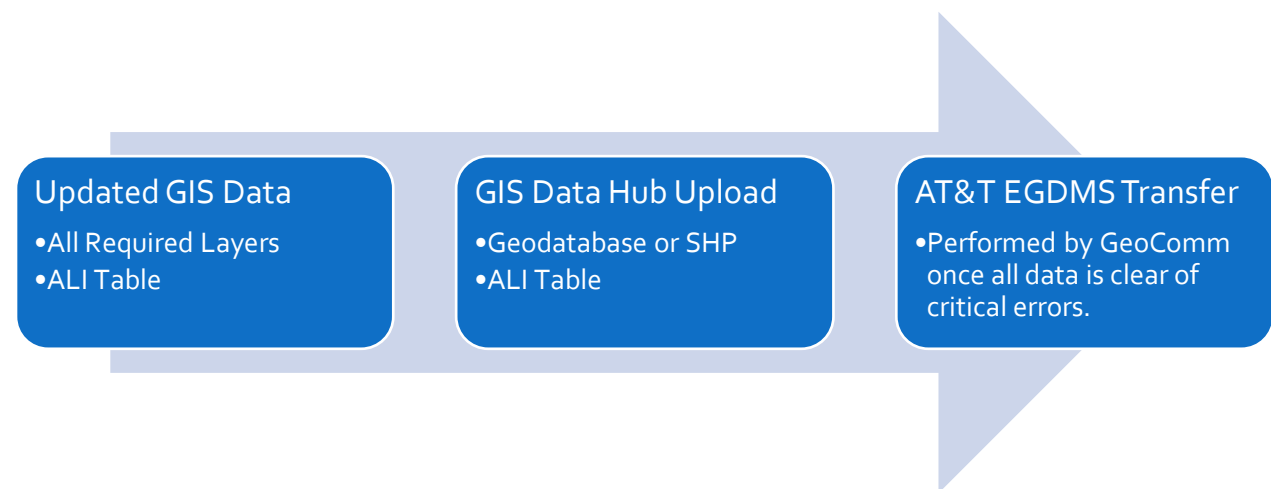 Updated GIS Data
•All Required Layers
•ALI Table
GIS Data Hub Upload
•Geodatabase or SHP
•ALI Table
AT&T EGDMS Transfer
•Performed by GeoComm
once all data is clear of
critical errors.